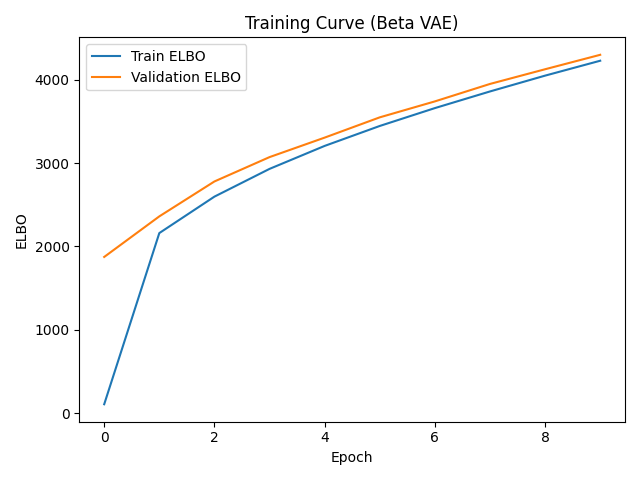 Training Curve (Beta VAE)
Train ELBO
Validation ELBO
ELBO
4000
3000
2000
1000
0
0 2 4 6 8
Epoch